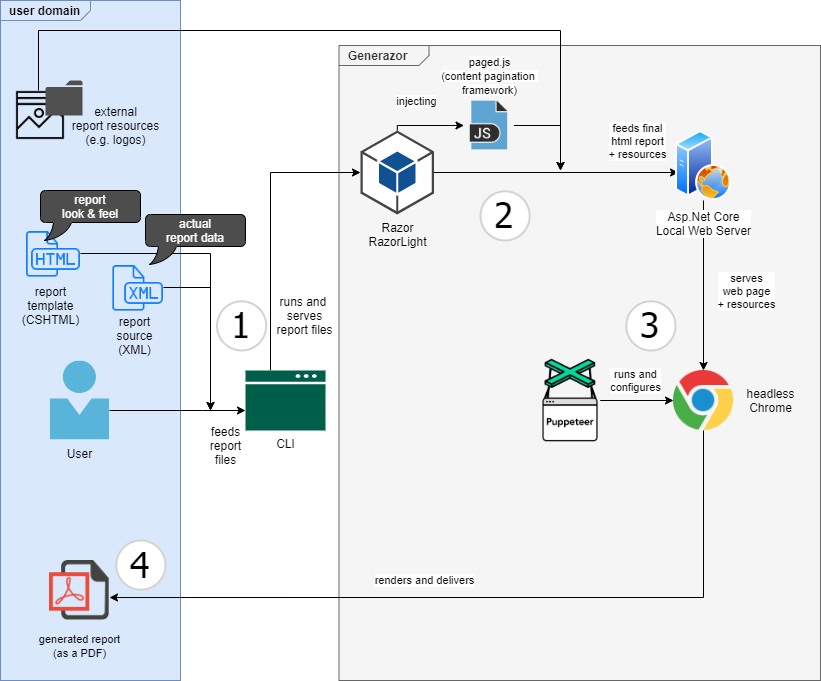 user domain
Generazor
external
report resources
(e.g. logos)
paged.js
(content pagination
framework)
injecting
JS
feeds final
html report
+ resources
Razor
RazorLight
2
Asp.Net Core
Local Web Server
report
look & feel
actual
report data
HTML
XML
report
template
(CSHTML)
report
source
(XML)
1
runs and
serves
report files
serves
web page
+ resources
3
runs and
configures
Puppeteer
headless
Chrome
User
feeds
report
files
CLI
4
renders and delivers
generated report
(as a PDF)